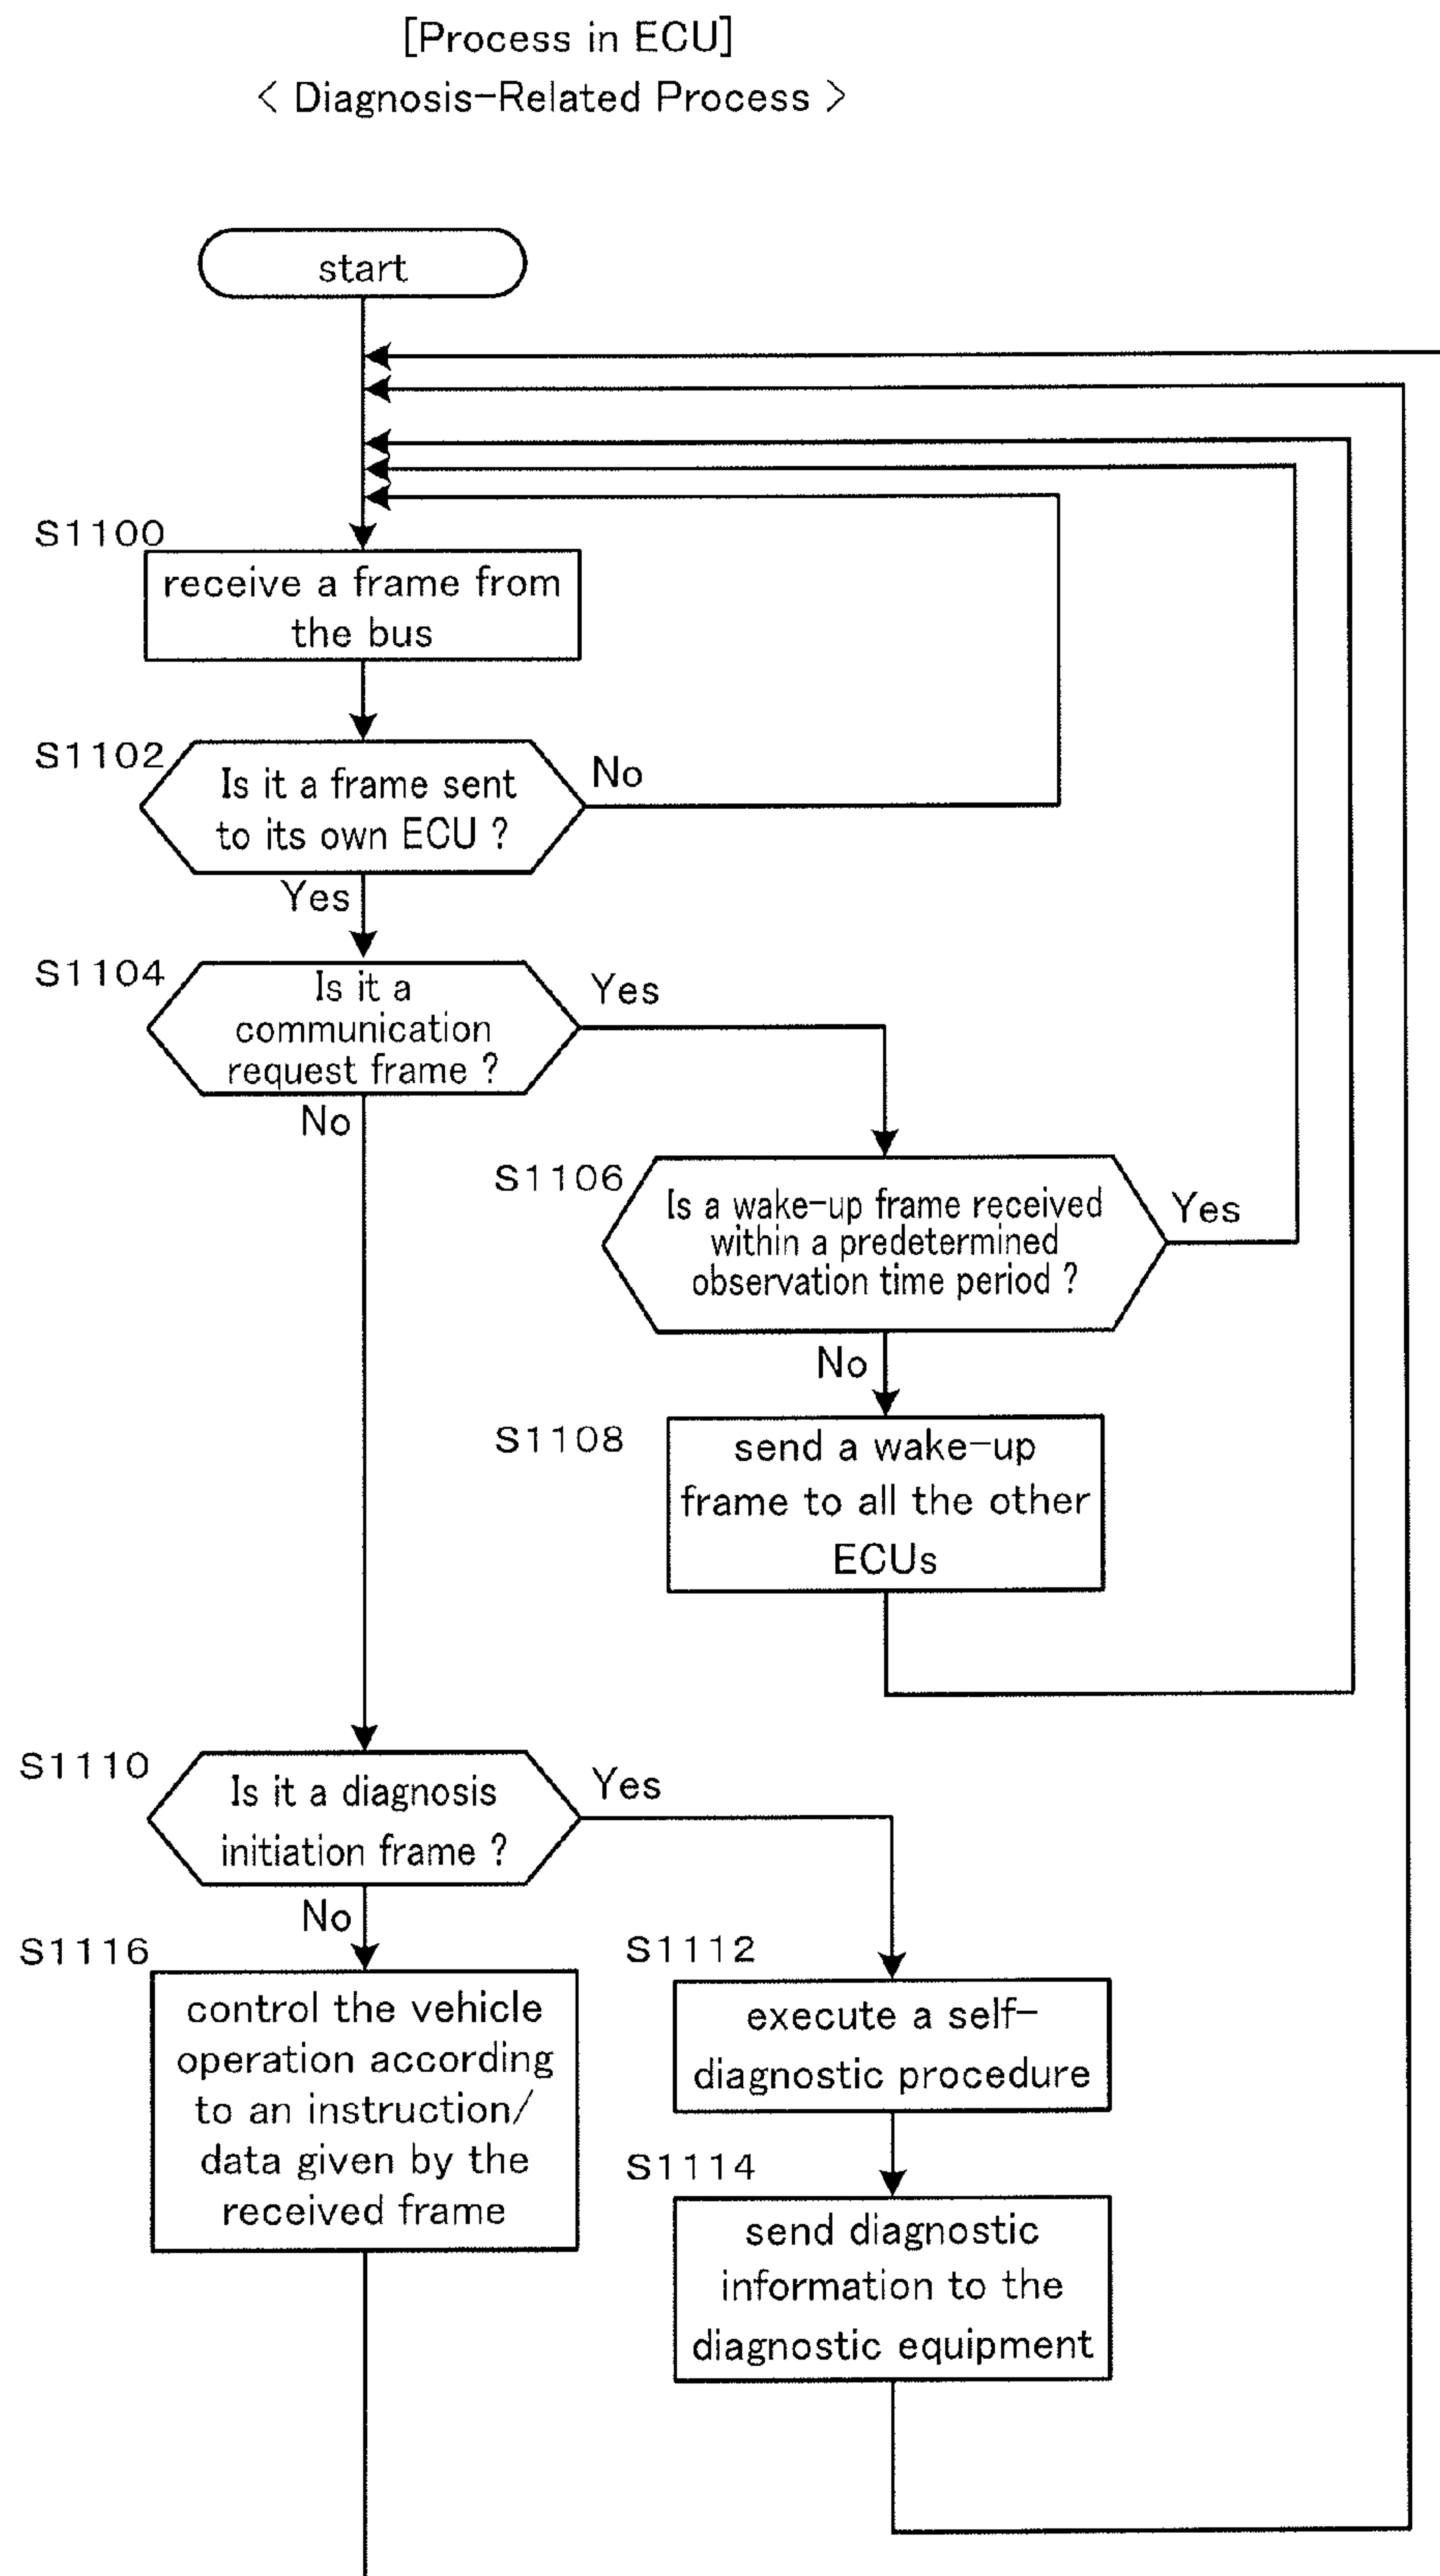 [Process in ECU]
< Diagnosis-Related Process >
start
S1100
receive a frame from
the bus
S1102
Is it a frame sent
to its own ECU ?
No
Yes
S1104
Is it a
communication
request frame ?
Yes
No
S1106
Is a wake-up frame received
within a predetermined
observation time period ?
Yes
No
S1108
send a wake-up
frame to all the other
ECUs
S1110
Is it a diagnosis
initiation frame ?
Yes
No
S1116
control the vehicle
operation according
to an instruction/
data given by the
received frame
S1112
execute a self-
diagnostic procedure
S1114
send diagnostic
information to the
diagnostic equipment